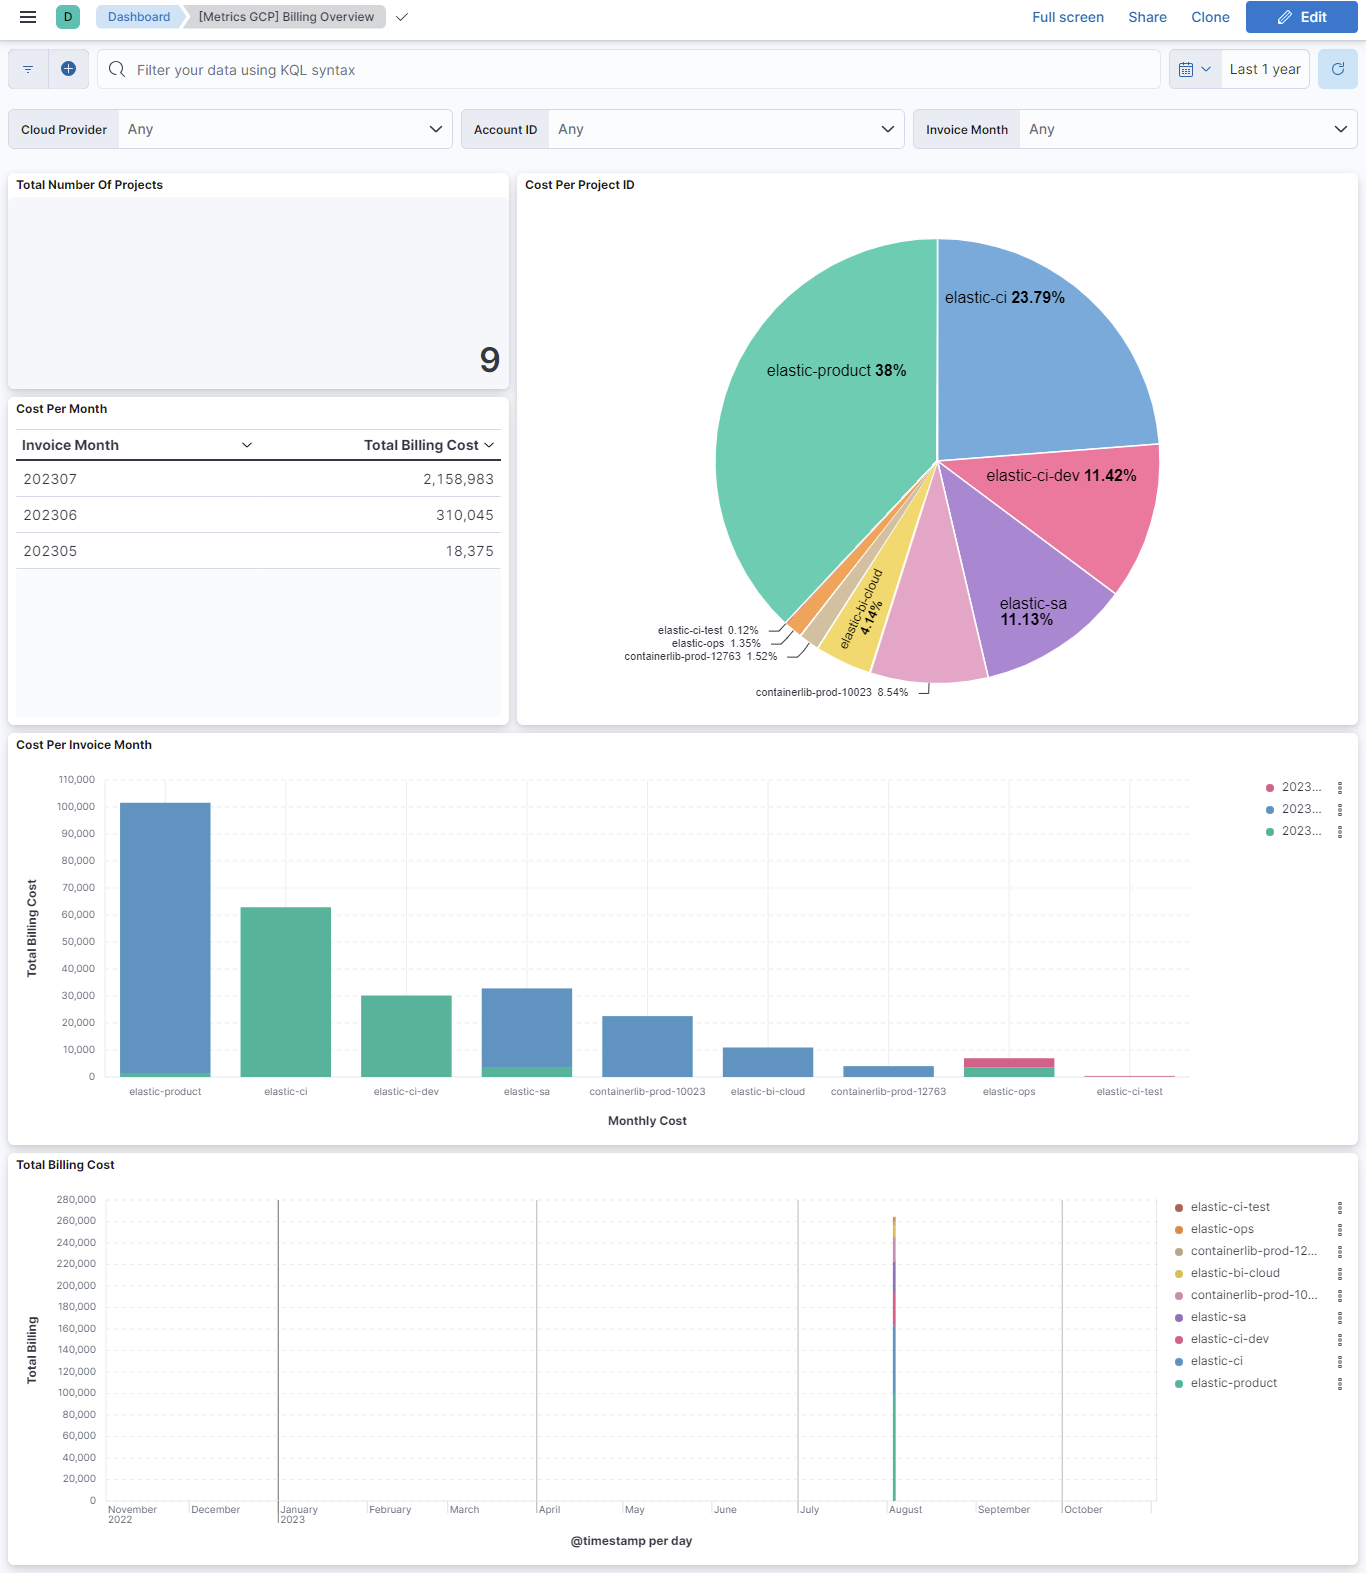 D Dashboard [Metrics GCP] Billing Overview Full screen Share Clone Edit
Filter your data using KQL syntax Last 1 year
Cloud Provider Any Account ID Any Invoice Month Any
Total Number Of Projects
9
Cost Per Month
Invoice Month Total Billing Cost
202307 2,158,983
202306 310,045
202305 18,375
Cost Per Project ID
elastic-ci 23.79%
elastic-product 38%
elastic-ci-dev 11.42%
elastic-sa
11.13%
elastic-bi-cloud
4.14%
elastic-ci-test 0.12%
elastic-ops 1.35%
containerlib-prod-12763 1.52%
containerlib-prod-10023 8.54%
Cost Per Invoice Month
Total Billing Cost
110,000
100,000
90,000
80,000
70,000
60,000
50,000
40,000
30,000
20,000
10,000
0
elastic-product elastic-ci elastic-ci-dev elastic-sa containerlib-prod-10023 elastic-bi-cloud containerlib-prod-12763 elastic-ops elastic-ci-test
Monthly Cost
2023...
2023...
2023...
Total Billing Cost
Total Billing
280,000
260,000
240,000
220,000
200,000
180,000
160,000
140,000
120,000
100,000
80,000
60,000
40,000
20,000
0
November December January February March April May June July August September October
2022 2023
@timestamp per day
elastic-ci-test
elastic-ops
containerlib-prod-12...
elastic-bi-cloud
containerlib-prod-10...
elastic-sa
elastic-ci-dev
elastic-ci
elastic-product